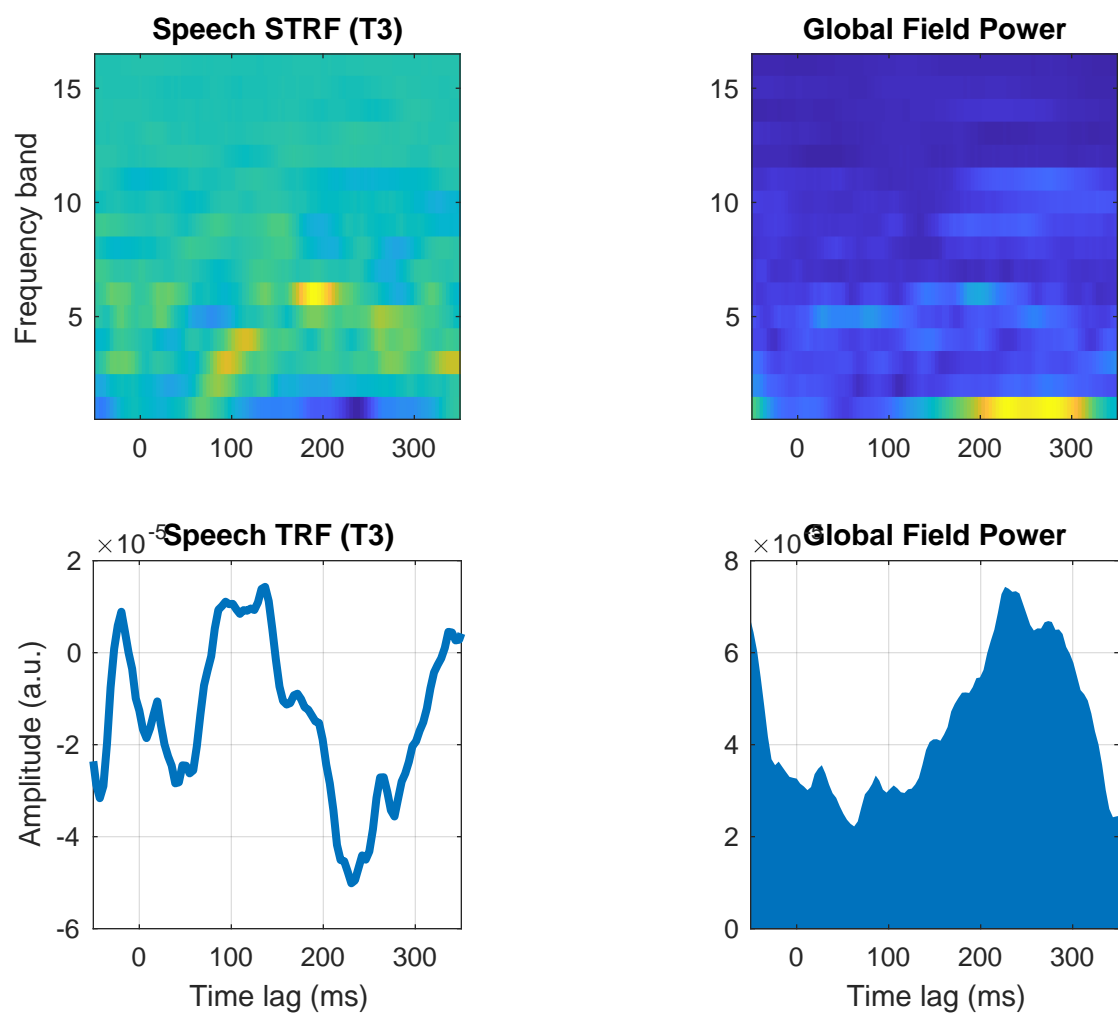 Speech STRF (T3)
Global Field Power
Frequency band
15
10
5
0 100 200 300
15
10
5
0 100 200 300
Speech TRF (T3)
×10⁻⁵
Amplitude (a.u.)
2
0
-2
-4
-6
0 100 200 300
Time lag (ms)
Global Field Power
×10
8
6
4
2
0
0 100 200 300
Time lag (ms)